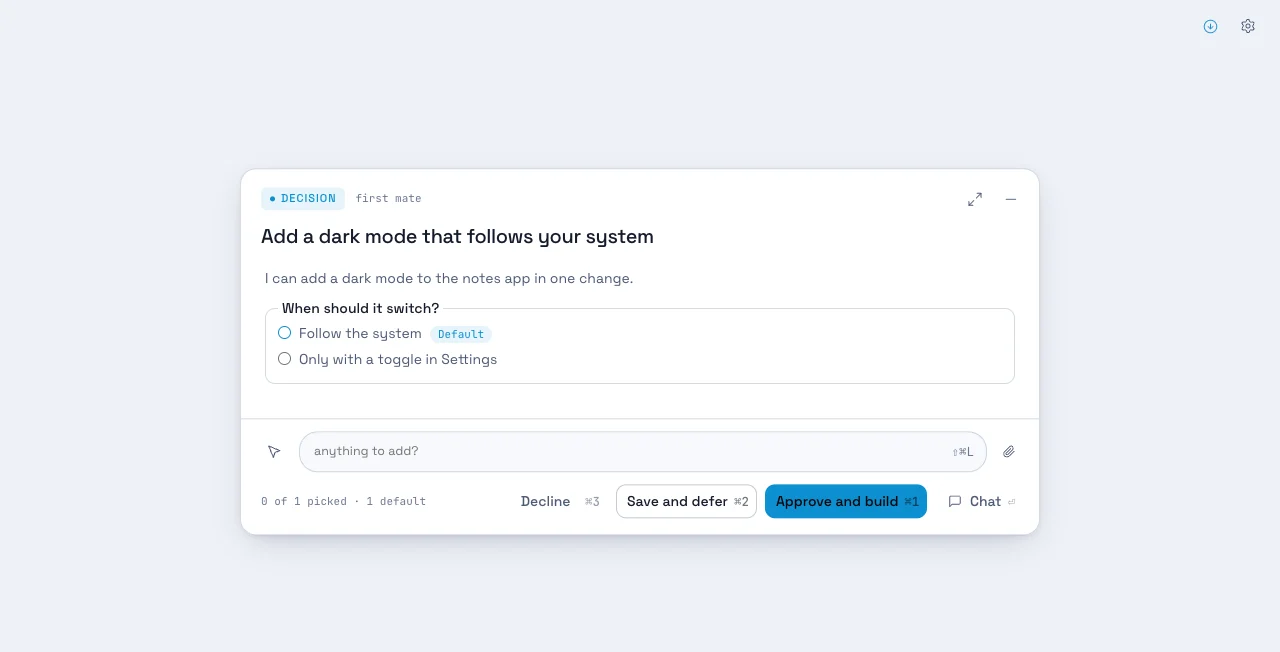 DECISION first mate
Add a dark mode that follows your system
I can add a dark mode to the notes app in one change.
When should it switch?
Follow the system Default
Only with a toggle in Settings
anything to add? ⇧⌘L
0 of 1 picked · 1 default Decline ⌘3 Save and defer ⌘2 Approve and build ⌘1 Chat ⏎